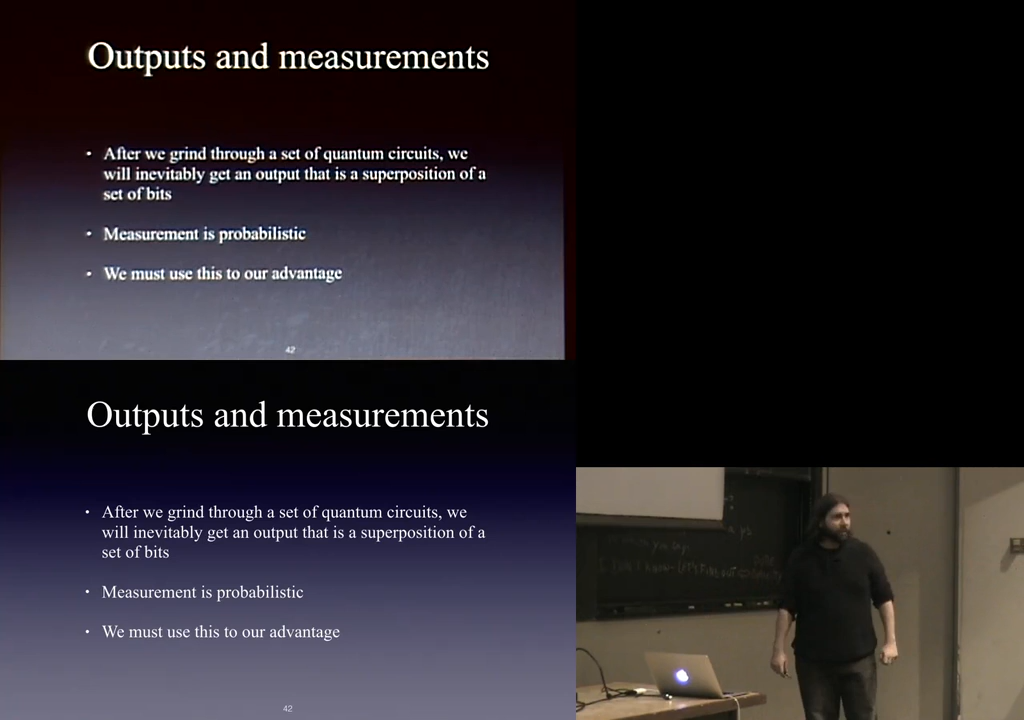 Outputs and measurements
• After we grind through a set of quantum circuits, we
will inevitably get an output that is a superposition of a
set of bits
• Measurement is probabilistic
• We must use this to our advantage
42
Outputs and measurements
• After we grind through a set of quantum circuits, we
will inevitably get an output that is a superposition of a
set of bits
• Measurement is probabilistic
• We must use this to our advantage
42